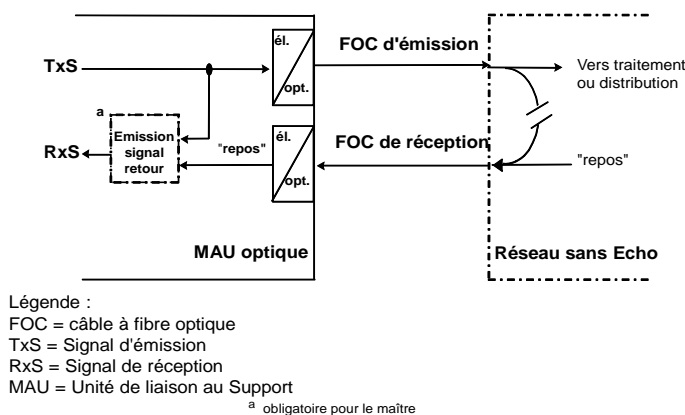 él.
FOC d'émission
TxS
Vers traitement
ou distribution
opt.
a
Emission
signal
retour
RxS
"repos"
él.
FOC de réception
"repos"
opt.
MAU optique
Réseau sans Echo
Légende :
FOC = câble à fibre optique
TxS = Signal d'émission
RxS = Signal de réception
MAU = Unité de liaison au Support
a obligatoire pour le maître